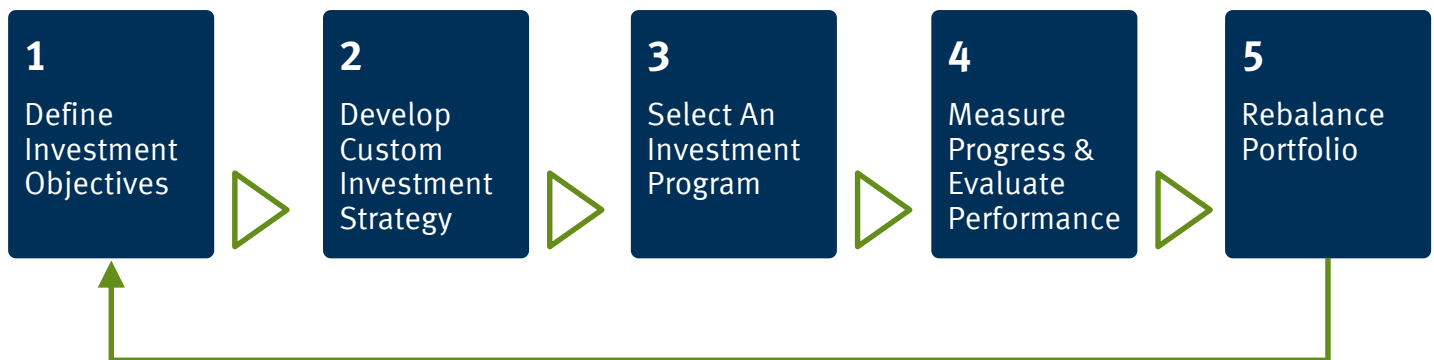 1
Define
Investment
Objectives
2
Develop
Custom
Investment
Strategy
3
Select An
Investment
Program
4
Measure
Progress &
Evaluate
Performance
5
Rebalance
Portfolio